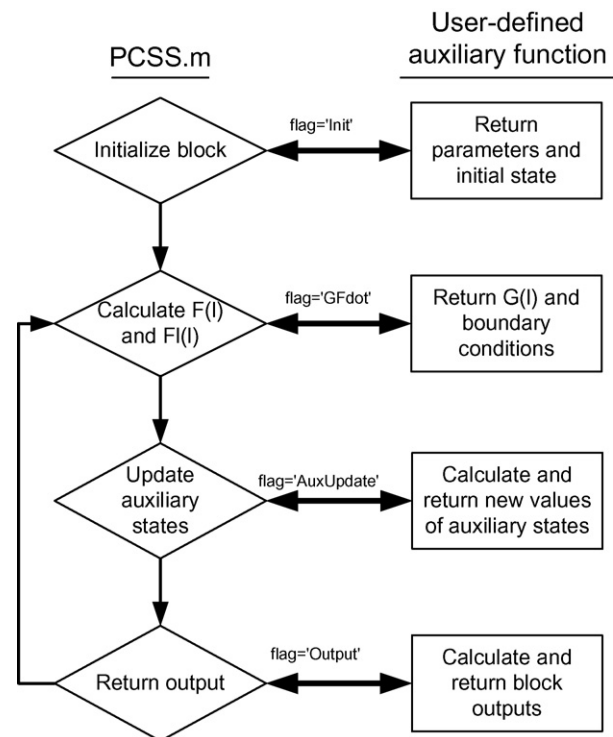 PCSS.m
User-defined
auxiliary function
Initialize block
flag='Init'
Return
parameters and
initial state
Calculate F(l)
and Fl(l)
flag='GFdot'
Return G(l) and
boundary
conditions
Update
auxiliary
states
flag='AuxUpdate'
Calculate and
return new values
of auxiliary states
Return output
flag='Output'
Calculate and
return block
outputs